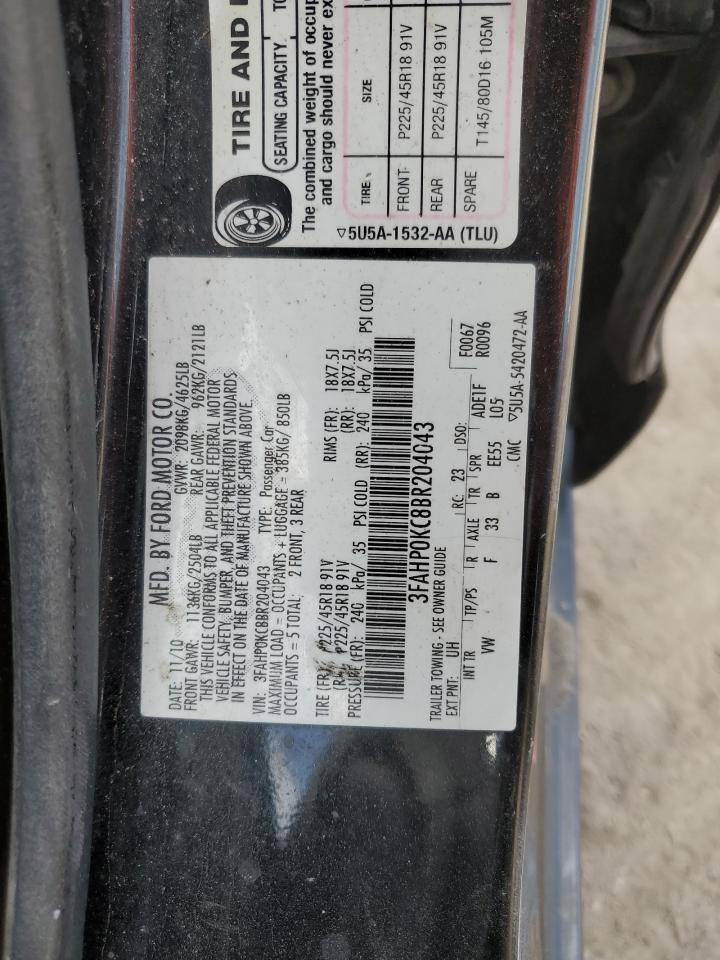 TIRE AND
SEATING CAPACITY
The combined weight of occup
and cargo should never ex
TIRE SIZE
FRONT P225/45R18 91V
REAR P225/45R18 91V
SPARE T145/80D16 105M
▽5U5A-1532-AA (TLU)
MFD. BY FORD MOTOR CO.
DATE: 11/10 GVWR: 2098KG/4625LB
FRONT GAWR: 1136KG/2504LB REAR GAWR: 962KG/2121LB
THIS VEHICLE CONFORMS TO ALL APPLICABLE FEDERAL MOTOR
VEHICLE SAFETY, BUMPER, AND THEFT PREVENTION STANDARDS
IN EFFECT ON THE DATE OF MANUFACTURE SHOWN ABOVE.
VIN: 3FAHP0KC8BR204043 TYPE: Passenger Car
MAXIMUM LOAD = OCCUPANTS + LUGGAGE = 385KG/ 850LB
OCCUPANTS = 5 TOTAL: 2 FRONT, 3 REAR
TIRE (FR): P225/45R18 91V RIMS (FR): 18X7.5J
(RR): P225/45R18 91V (RR): 18X7.5J
PRESSURE (FR): 240 kPa/ 35 PSI COLD (RR): 240 kPa/ 35 PSI COLD
3FAHP0KC8BR204043
TRAILER TOWING - SEE OWNER GUIDE
EXT PNT: UH RC: 23 DSO: F0067
R0096
INT TR TP/PS R AXLE TR SPR ADE1F
VW F 33 B EE55 L05
CMC ▽5U5A-5420472-AA